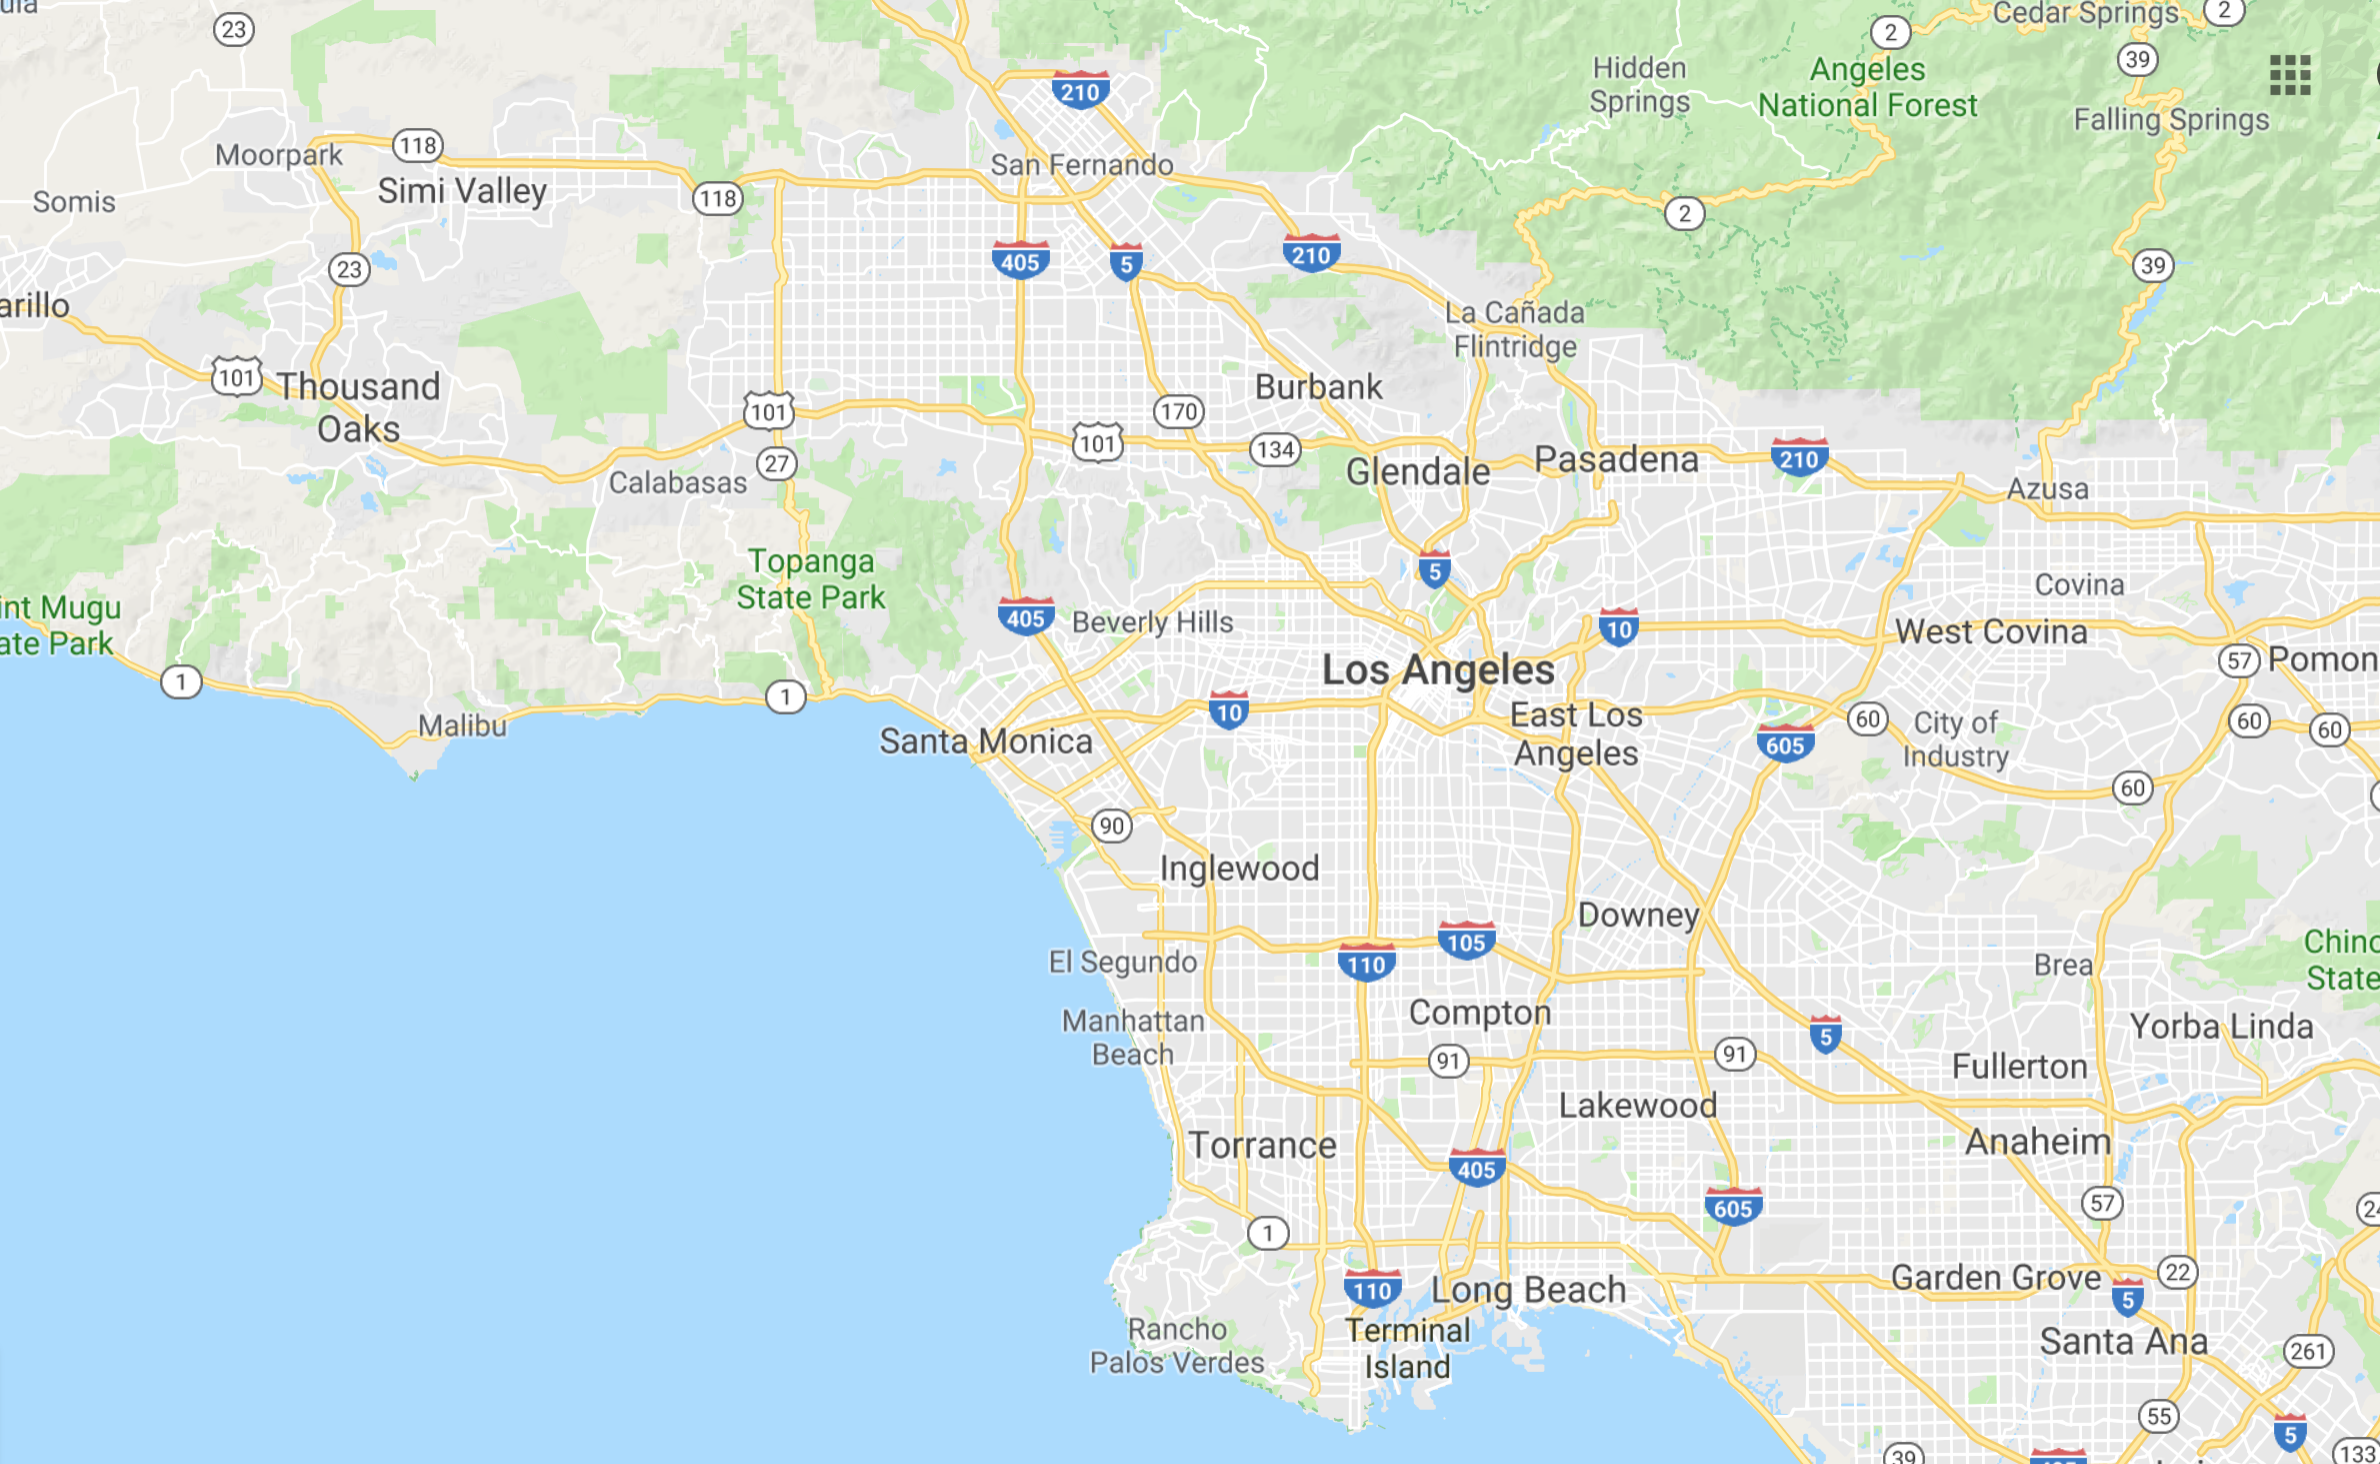 ula
23
Cedar Springs
2
2
39
Hidden
Springs
Angeles
National Forest
Falling Springs
210
Moorpark
118
Simi Valley
118
San Fernando
Somis
2
23
405
5
210
39
arillo
La Cañada
Flintridge
101
Thousand
Oaks
101
Burbank
170
101
134
27
Calabasas
Glendale
Pasadena
210
Azusa
Topanga
State Park
5
Covina
int Mugu
ate Park
405
Beverly Hills
10
West Covina
Los Angeles
57
Pomon
1
1
10
East Los
Angeles
60
City of
Industry
60
60
Malibu
Santa Monica
605
60
90
Inglewood
Downey
105
110
El Segundo
Brea
Chino
State
Manhattan
Beach
Compton
91
91
5
Yorba Linda
Fullerton
Lakewood
Torrance
Anaheim
405
605
57
24
1
110
Long Beach
Garden Grove
22
5
Rancho
Palos Verdes
Terminal
Island
Santa Ana
261
55
5
39
405
133